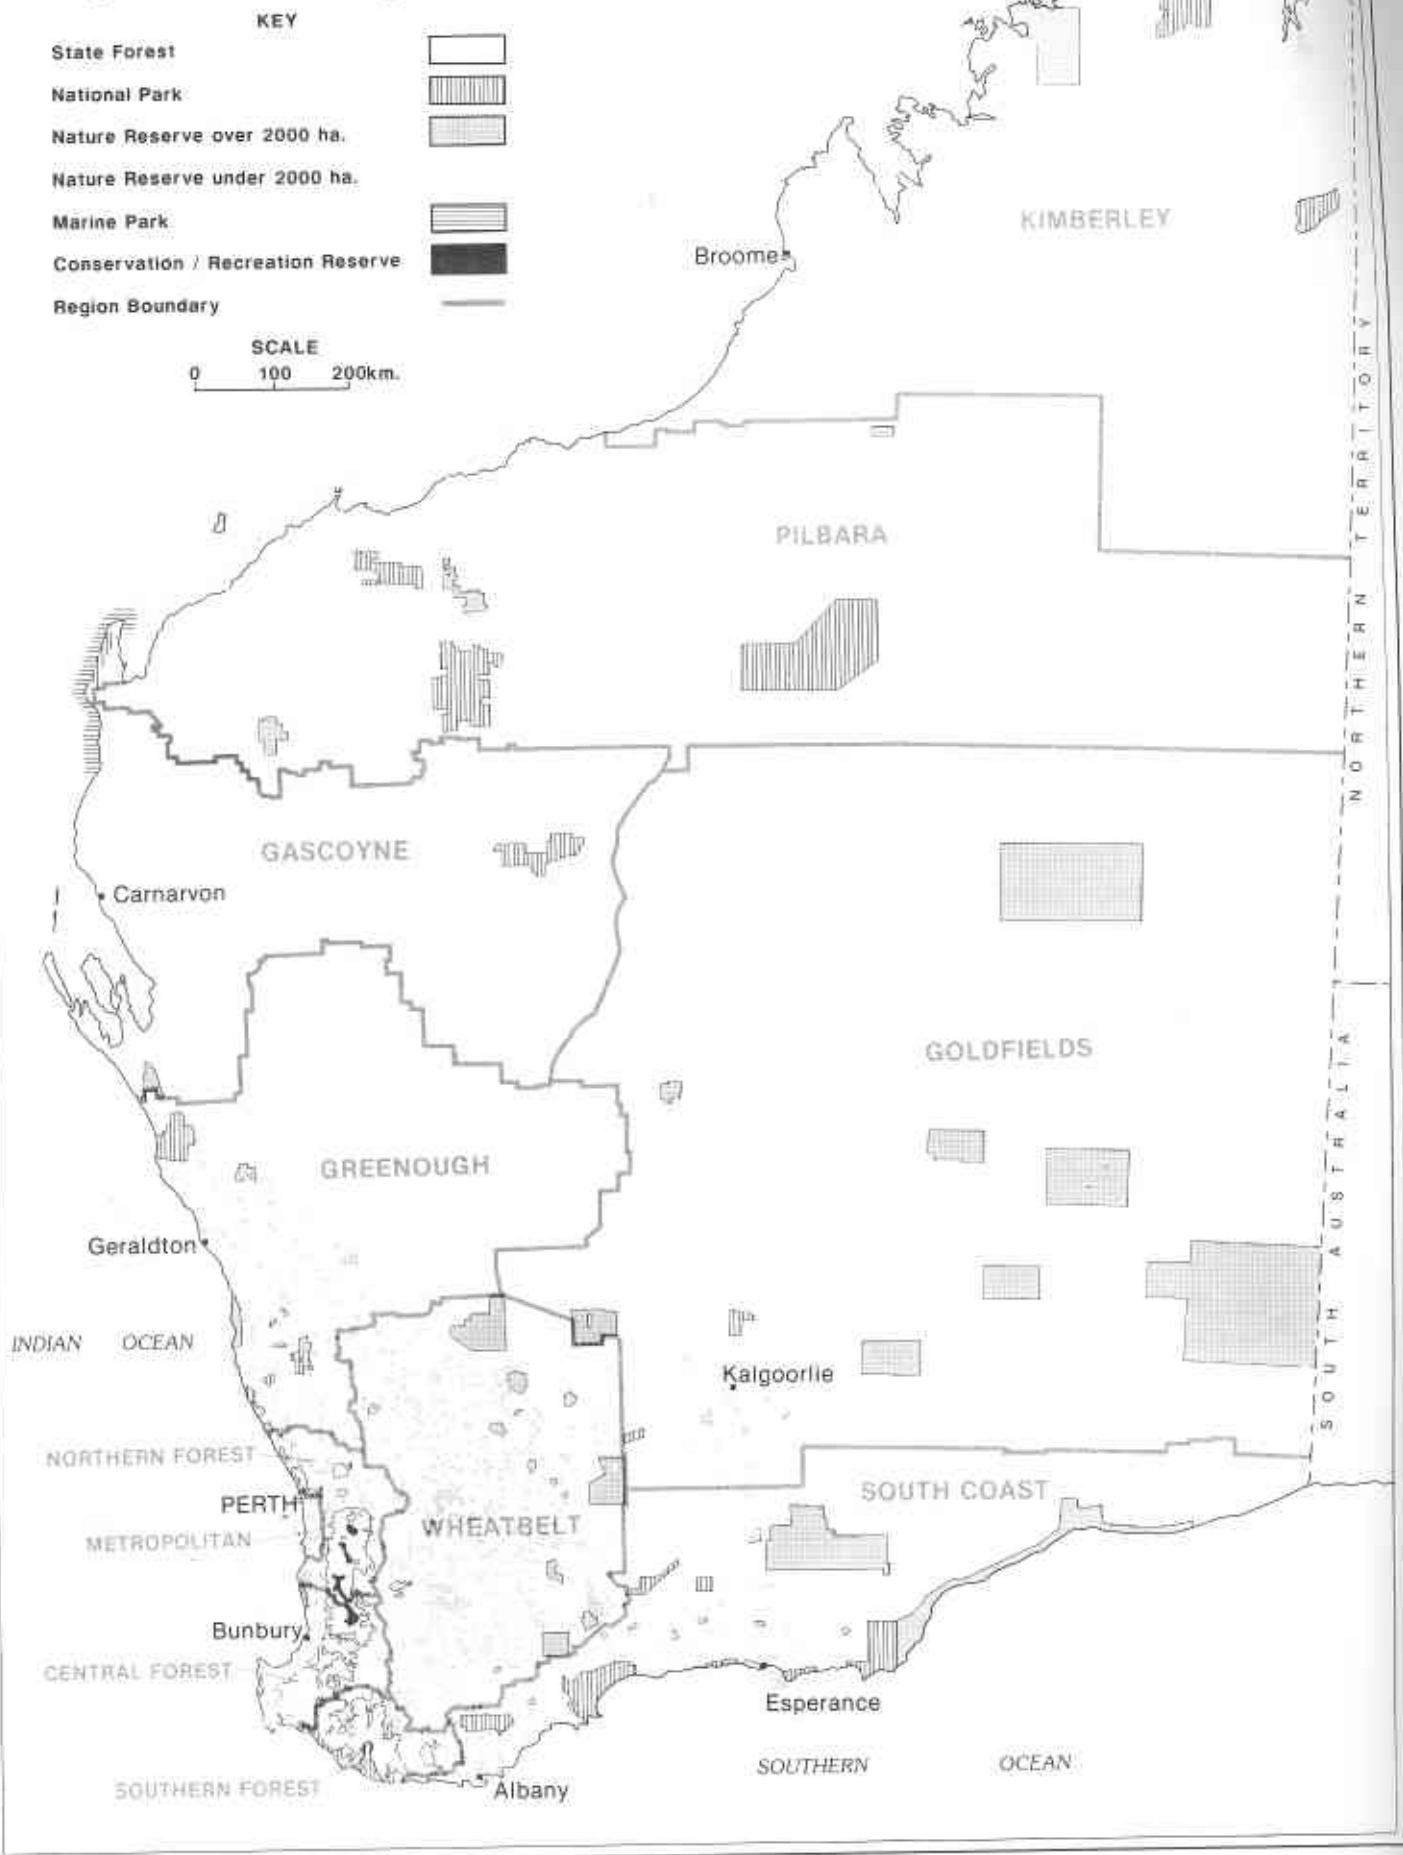 KEY
State Forest
National Park
Nature Reserve over 2000 ha.
Nature Reserve under 2000 ha.
Marine Park
Conservation / Recreation Reserve
Region Boundary
SCALE
0 100 200km.
KIMBERLEY
Broome
NORTHERN TERRITORY
PILBARA
GASCOYNE
Carnarvon
GOLDFIELDS
GREENOUGH
SOUTH AUSTRALIA
Geraldton
INDIAN OCEAN
Kalgoorlie
NORTHERN FOREST
SOUTH COAST
PERTH
WHEATBELT
METROPOLITAN
Bunbury
CENTRAL FOREST
Esperance
SOUTHERN OCEAN
Albany
SOUTHERN FOREST